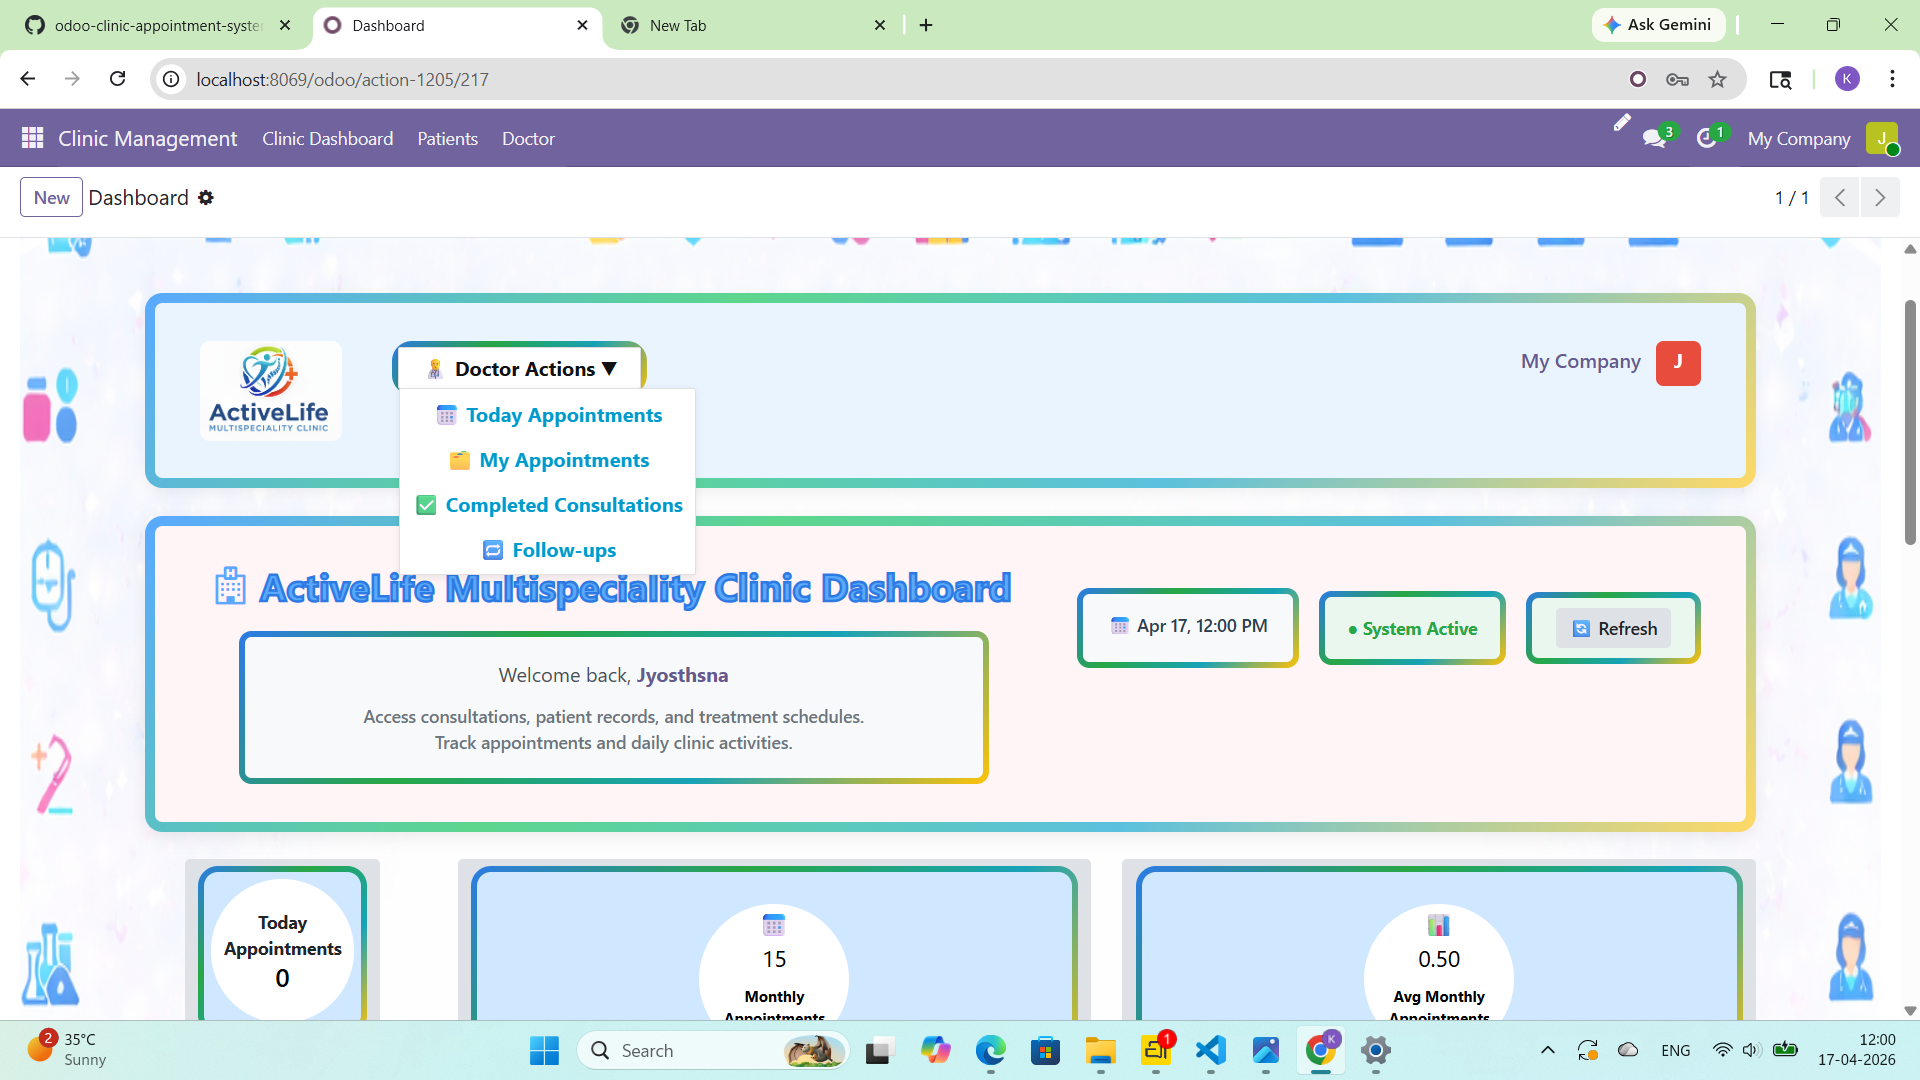 odoo-clinic-appointment-syste
Dashboard
New Tab
Ask Gemini
localhost:8069/odoo/action-1205/217
K
Clinic Management
Clinic Dashboard
Patients
Doctor
3
1
My Company
J
New
Dashboard
1 / 1
ActiveLife
MULTISPECIALITY CLINIC
Doctor Actions ▼
My Company
J
Today Appointments
My Appointments
Completed Consultations
Follow-ups
ActiveLife Multispeciality Clinic Dashboard
Apr 17, 12:00 PM
● System Active
Refresh
Welcome back, Jyosthsna
Access consultations, patient records, and treatment schedules.
Track appointments and daily clinic activities.
Today
Appointments
0
15
Monthly
Appointments
0.50
Avg Monthly
Appointments
2
35°C
Sunny
Search
1
K
ENG
12:00
17-04-2026